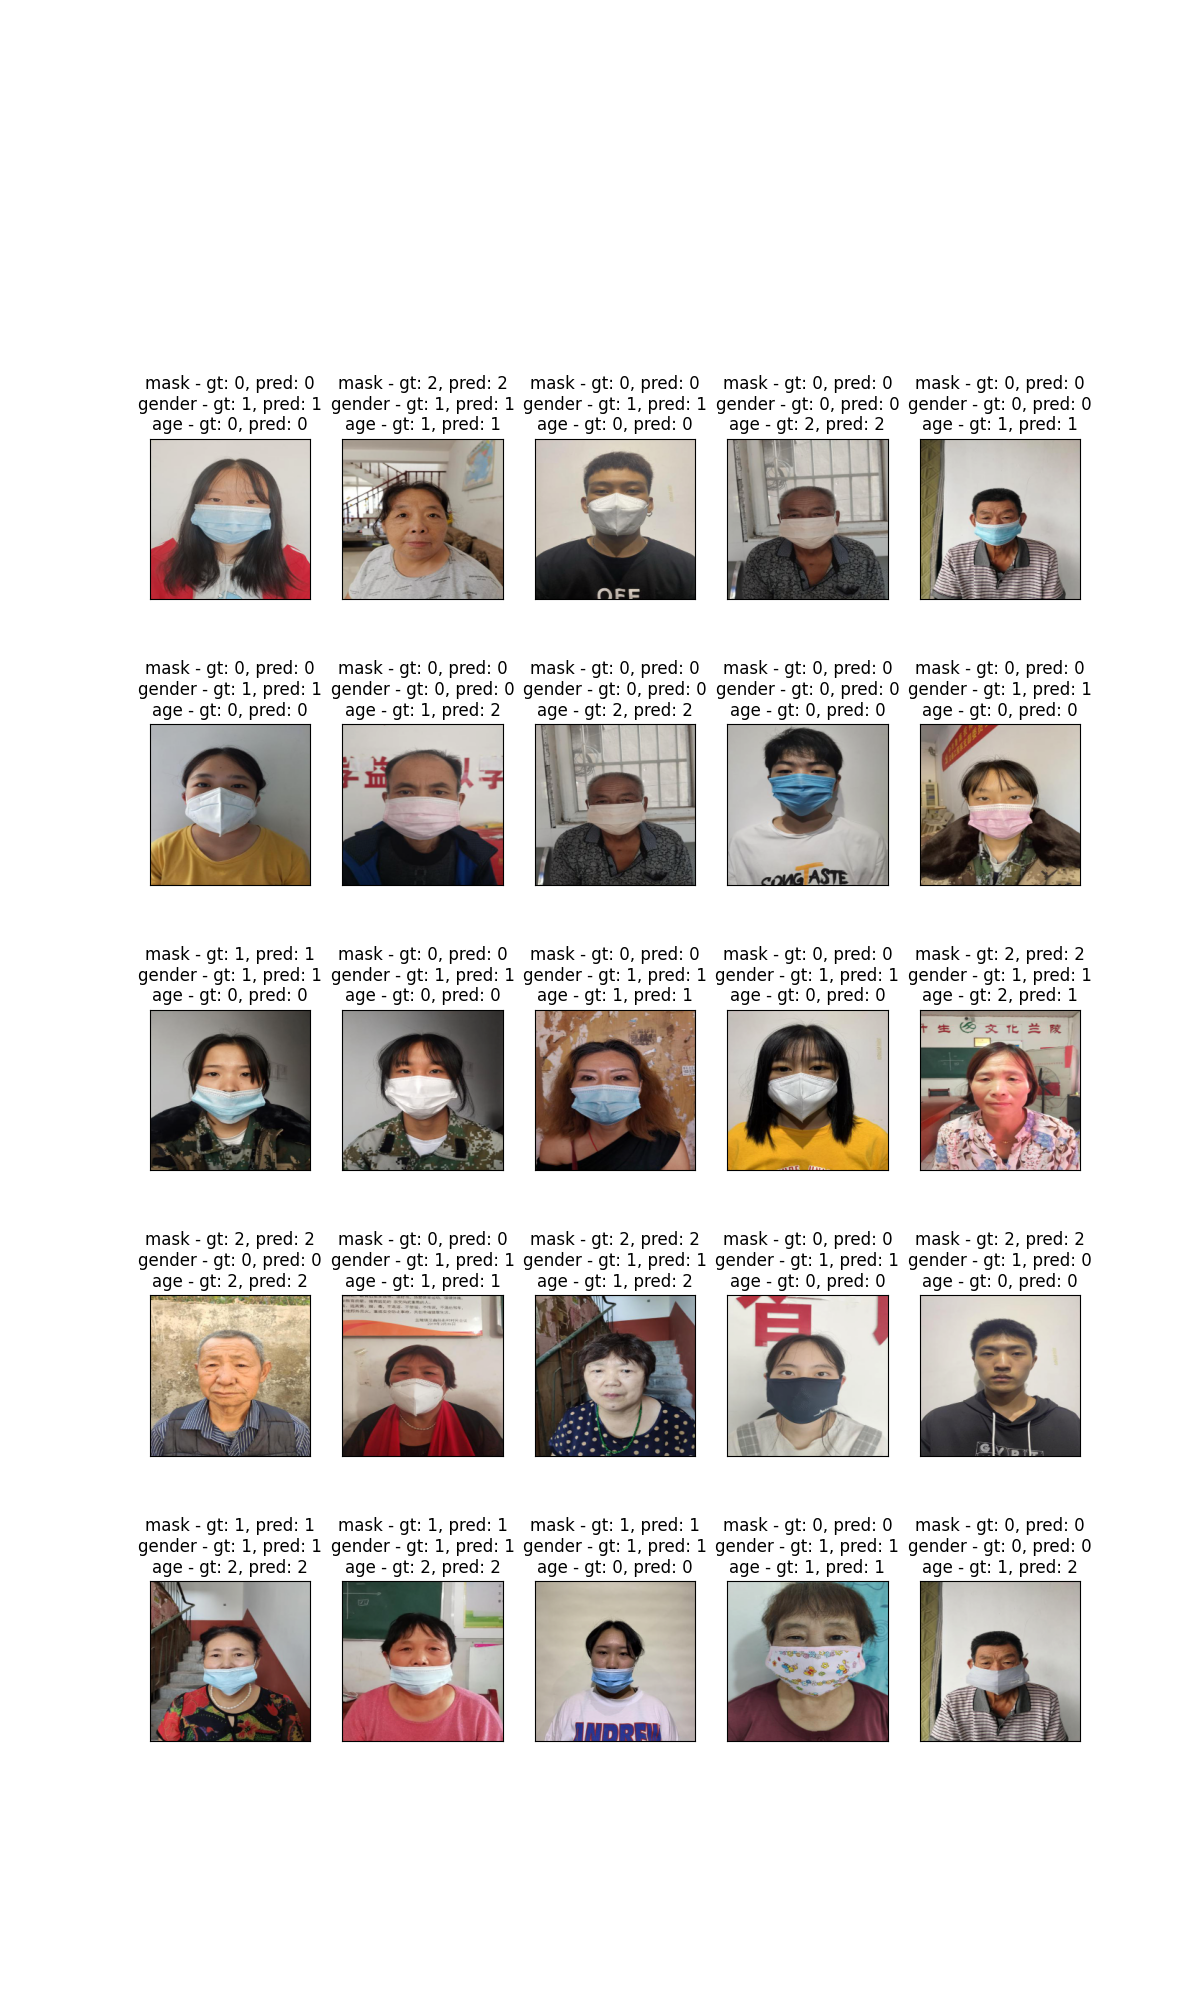 mask - gt: 0, pred: 0
gender - gt: 1, pred: 1
age - gt: 0, pred: 0
mask - gt: 2, pred: 2
gender - gt: 1, pred: 1
age - gt: 1, pred: 1
mask - gt: 0, pred: 0
gender - gt: 1, pred: 1
age - gt: 0, pred: 0
OFF
mask - gt: 0, pred: 0
gender - gt: 0, pred: 0
age - gt: 2, pred: 2
mask - gt: 0, pred: 0
gender - gt: 0, pred: 0
age - gt: 1, pred: 1
mask - gt: 0, pred: 0
gender - gt: 1, pred: 1
age - gt: 0, pred: 0
mask - gt: 0, pred: 0
gender - gt: 0, pred: 0
age - gt: 1, pred: 2
益 以
mask - gt: 0, pred: 0
gender - gt: 0, pred: 0
age - gt: 2, pred: 2
mask - gt: 0, pred: 0
gender - gt: 0, pred: 0
age - gt: 0, pred: 0
SONGTASTE
mask - gt: 0, pred: 0
gender - gt: 1, pred: 1
age - gt: 0, pred: 0
mask - gt: 1, pred: 1
gender - gt: 1, pred: 1
age - gt: 0, pred: 0
mask - gt: 0, pred: 0
gender - gt: 1, pred: 1
age - gt: 0, pred: 0
mask - gt: 0, pred: 0
gender - gt: 1, pred: 1
age - gt: 1, pred: 1
mask - gt: 0, pred: 0
gender - gt: 1, pred: 1
age - gt: 0, pred: 0
mask - gt: 2, pred: 2
gender - gt: 1, pred: 1
age - gt: 2, pred: 1
生 文化兰陵
mask - gt: 2, pred: 2
gender - gt: 0, pred: 0
age - gt: 2, pred: 2
mask - gt: 0, pred: 0
gender - gt: 1, pred: 1
age - gt: 1, pred: 1
mask - gt: 2, pred: 2
gender - gt: 1, pred: 1
age - gt: 1, pred: 2
mask - gt: 0, pred: 0
gender - gt: 1, pred: 1
age - gt: 0, pred: 0
mask - gt: 2, pred: 2
gender - gt: 1, pred: 0
age - gt: 0, pred: 0
mask - gt: 1, pred: 1
gender - gt: 1, pred: 1
age - gt: 2, pred: 2
mask - gt: 1, pred: 1
gender - gt: 1, pred: 1
age - gt: 2, pred: 2
mask - gt: 1, pred: 1
gender - gt: 1, pred: 1
age - gt: 0, pred: 0
mask - gt: 0, pred: 0
gender - gt: 1, pred: 1
age - gt: 1, pred: 1
mask - gt: 0, pred: 0
gender - gt: 0, pred: 0
age - gt: 1, pred: 2